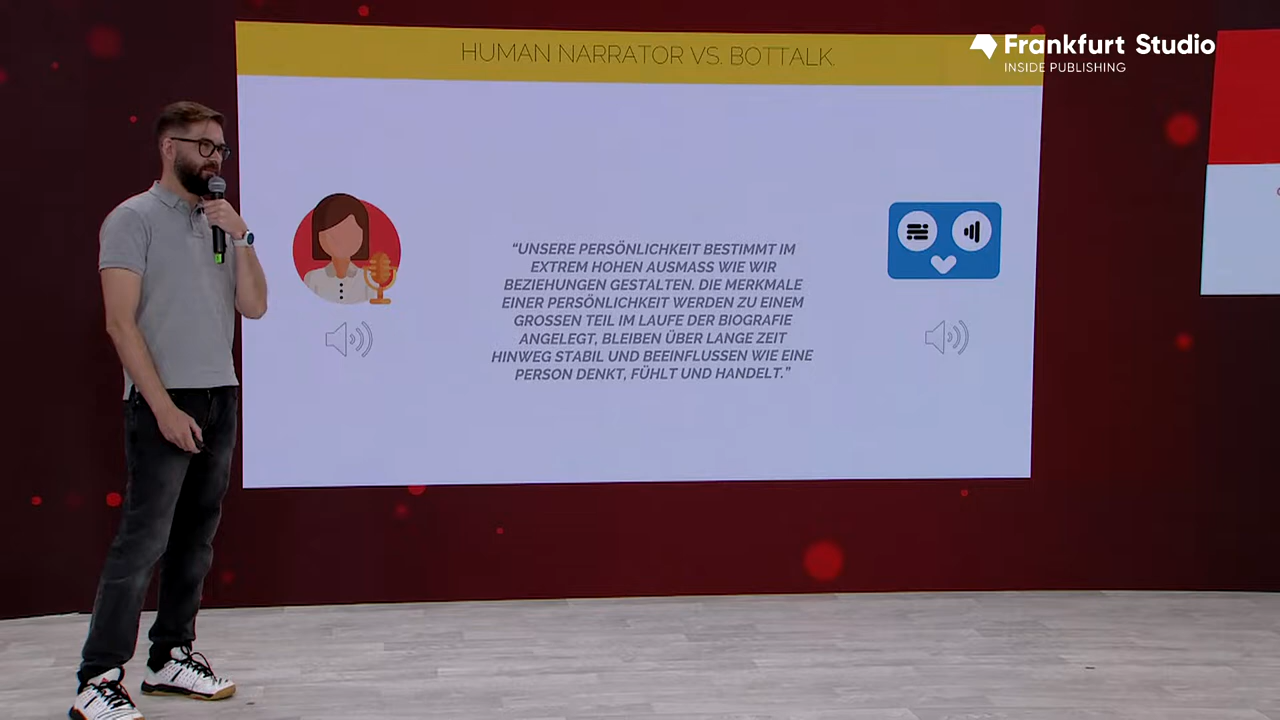 HUMAN NARRATOR VS. BOTTALK.
Frankfurt Studio
INSIDE PUBLISHING
“UNSERE PERSÖNLICHKEIT BESTIMMT IM
EXTREM HOHEN AUSMASS WIE WIR
BEZIEHUNGEN GESTALTEN. DIE MERKMALE
EINER PERSÖNLICHKEIT WERDEN ZU EINEM
GROSSEN TEIL IM LAUFE DER BIOGRAFIE
ANGELEGT, BLEIBEN ÜBER LANGE ZEIT
HINWEG STABIL UND BEEINFLUSSEN WIE EINE
PERSON DENKT, FÜHLT UND HANDELT.”